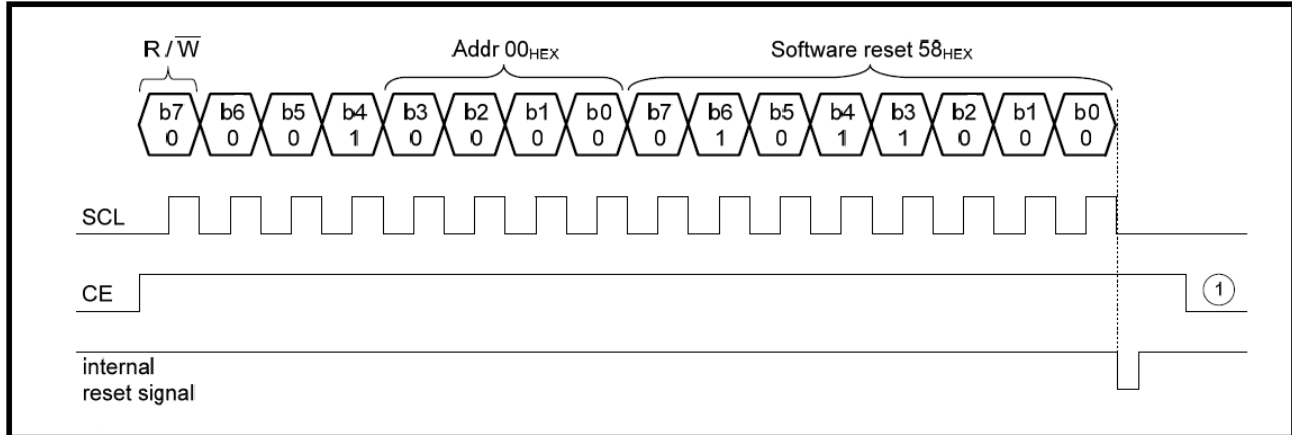 R / W Addr 00HEX Software reset 58HEX
b7 b6 b5 b4 b3 b2 b1 b0 b7 b6 b5 b4 b3 b2 b1 b0
0 0 0 1 0 0 0 0 0 1 0 1 1 0 0 0
SCL
CE 1
internal
reset signal